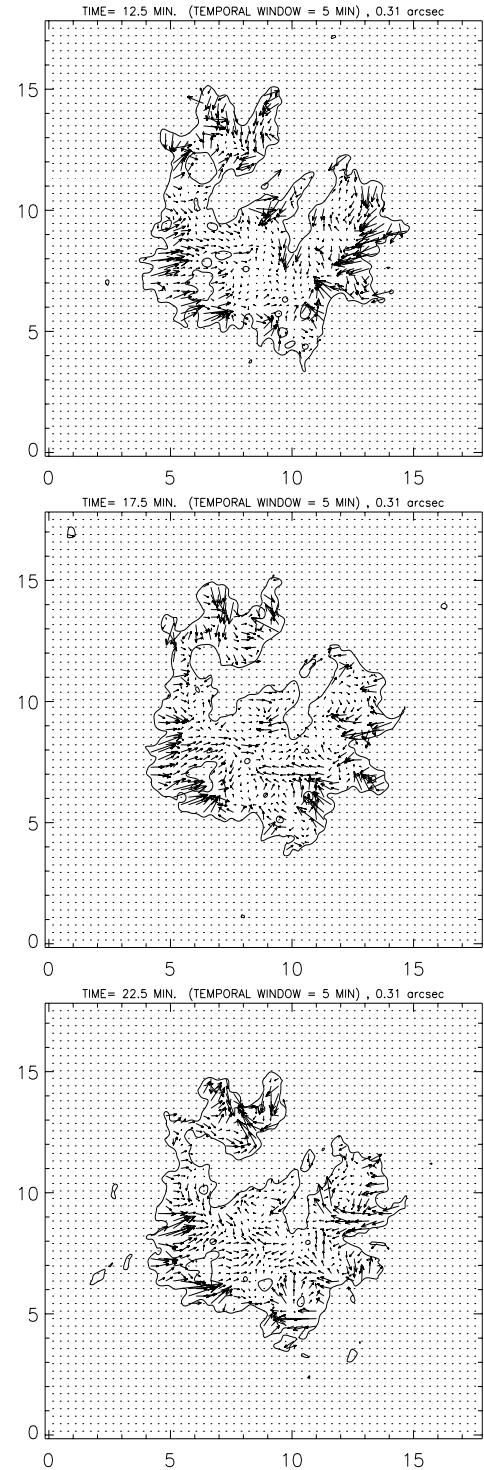 TIME= 12.5 MIN. (TEMPORAL WINDOW = 5 MIN) , 0.31 arcsec
15
10
5
0
0 5 10 15
TIME= 17.5 MIN. (TEMPORAL WINDOW = 5 MIN) , 0.31 arcsec
15
10
5
0
0 5 10 15
TIME= 22.5 MIN. (TEMPORAL WINDOW = 5 MIN) , 0.31 arcsec
15
10
5
0
0 5 10 15